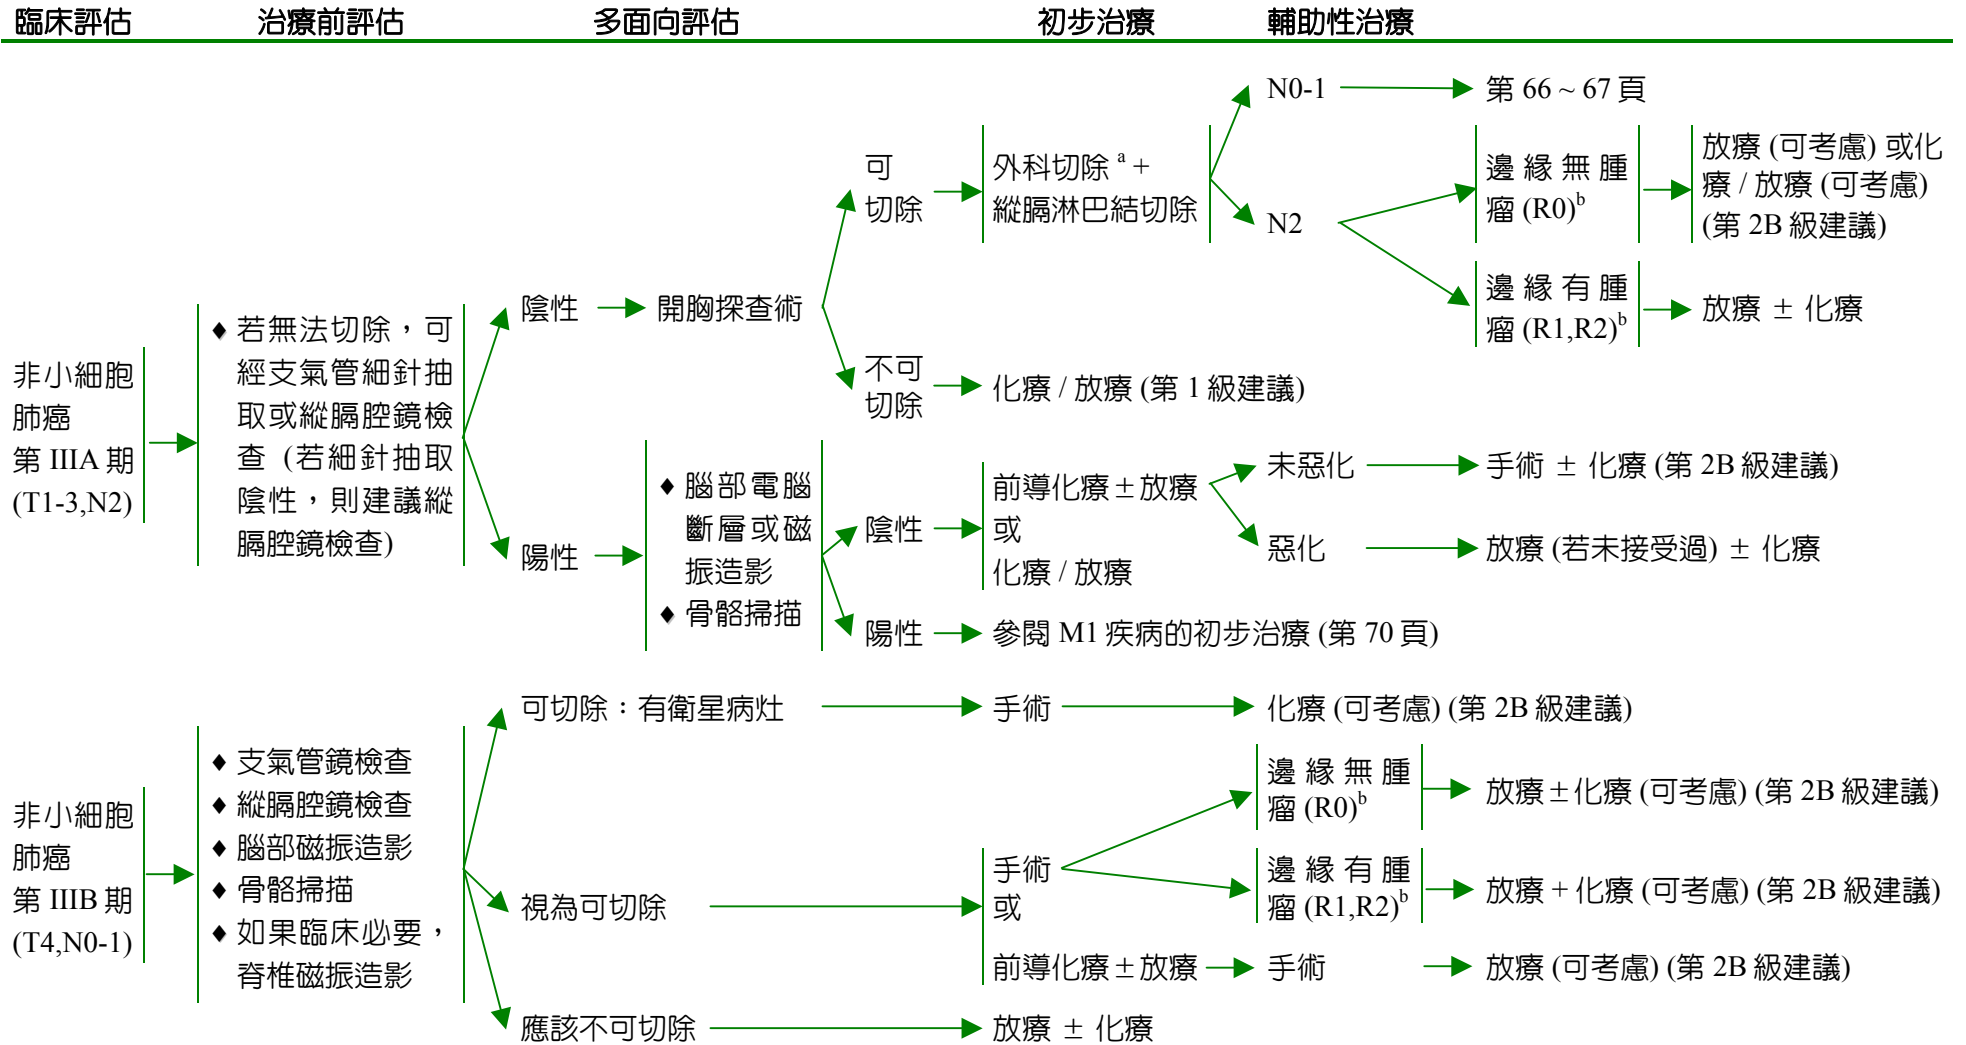 臨床評估 治療前評估 多面向評估 初步治療 輔助性治療
非小細胞
肺癌
第 IIIA 期
(T1-3,N2)
♦ 若無法切除，可
經支氣管細針抽
取或縱膈腔鏡檢
查 (若細針抽取
陰性，則建議縱
膈腔鏡檢查)
陰性
開胸探查術
可
切除
外科切除 a +
縱膈淋巴結切除
N0-1
第 66 ~ 67 頁
N2
邊緣無腫
瘤 (R0)b
放療 (可考慮) 或化
療 / 放療 (可考慮)
(第 2B 級建議)
邊緣有腫
瘤 (R1,R2)b
放療 ± 化療
不可
切除
化療 / 放療 (第 1 級建議)
陽性
♦ 腦部電腦
斷層或磁
振造影
♦ 骨骼掃描
陰性
前導化療±放療
或
化療 / 放療
未惡化
手術 ± 化療 (第 2B 級建議)
惡化
放療 (若未接受過) ± 化療
陽性
參閱 M1 疾病的初步治療 (第 70 頁)
非小細胞
肺癌
第 IIIB 期
(T4,N0-1)
♦ 支氣管鏡檢查
♦ 縱膈腔鏡檢查
♦ 腦部磁振造影
♦ 骨骼掃描
♦ 如果臨床必要，
脊椎磁振造影
可切除：有衛星病灶
手術
化療 (可考慮) (第 2B 級建議)
視為可切除
手術
或
前導化療±放療
邊緣無腫
瘤 (R0)b
放療±化療 (可考慮) (第 2B 級建議)
邊緣有腫
瘤 (R1,R2)b
放療 + 化療 (可考慮) (第 2B 級建議)
手術
放療 (可考慮) (第 2B 級建議)
應該不可切除
放療 ± 化療